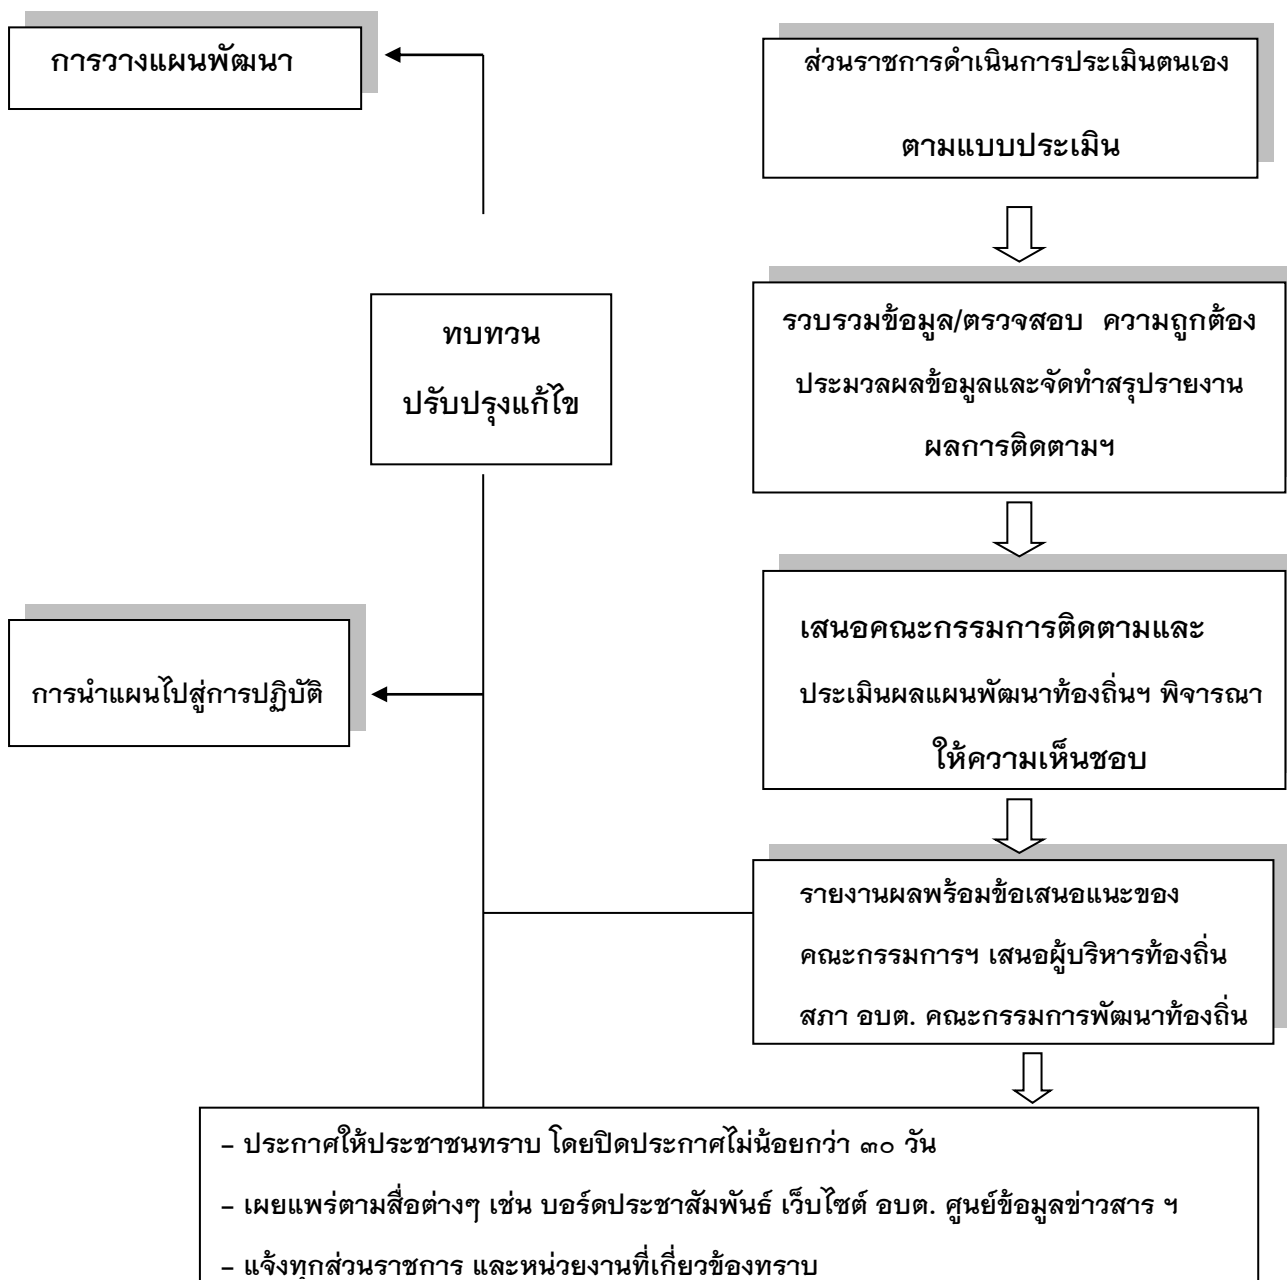 การวางแผนพัฒนา
ส่วนราชการดำเนินการประเมินตนเอง
ตามแบบประเมิน
ทบทวน
ปรับปรุงแก้ไข
รวบรวมข้อมูล/ตรวจสอบ ความถูกต้อง
ประมวลผลข้อมูลและจัดทำสรุปรายงาน
ผลการติดตามฯ
การนำแผนไปสู่การปฏิบัติ
เสนอคณะกรรมการติดตามและ
ประเมินผลแผนพัฒนาท้องถิ่นฯ พิจารณา
ให้ความเห็นชอบ
รายงานผลพร้อมข้อเสนอแนะของ
คณะกรรมการฯ เสนอผู้บริหารท้องถิ่น
สภา อบต. คณะกรรมการพัฒนาท้องถิ่น
– ประกาศให้ประชาชนทราบ โดยปิดประกาศไม่น้อยกว่า ๓๐ วัน
– เผยแพร่ตามสื่อต่างๆ เช่น บอร์ดประชาสัมพันธ์ เว็บไซต์ อบต. ศูนย์ข้อมูลข่าวสาร ฯ
– แจ้งทุกส่วนราชการ และหน่วยงานที่เกี่ยวข้องทราบ